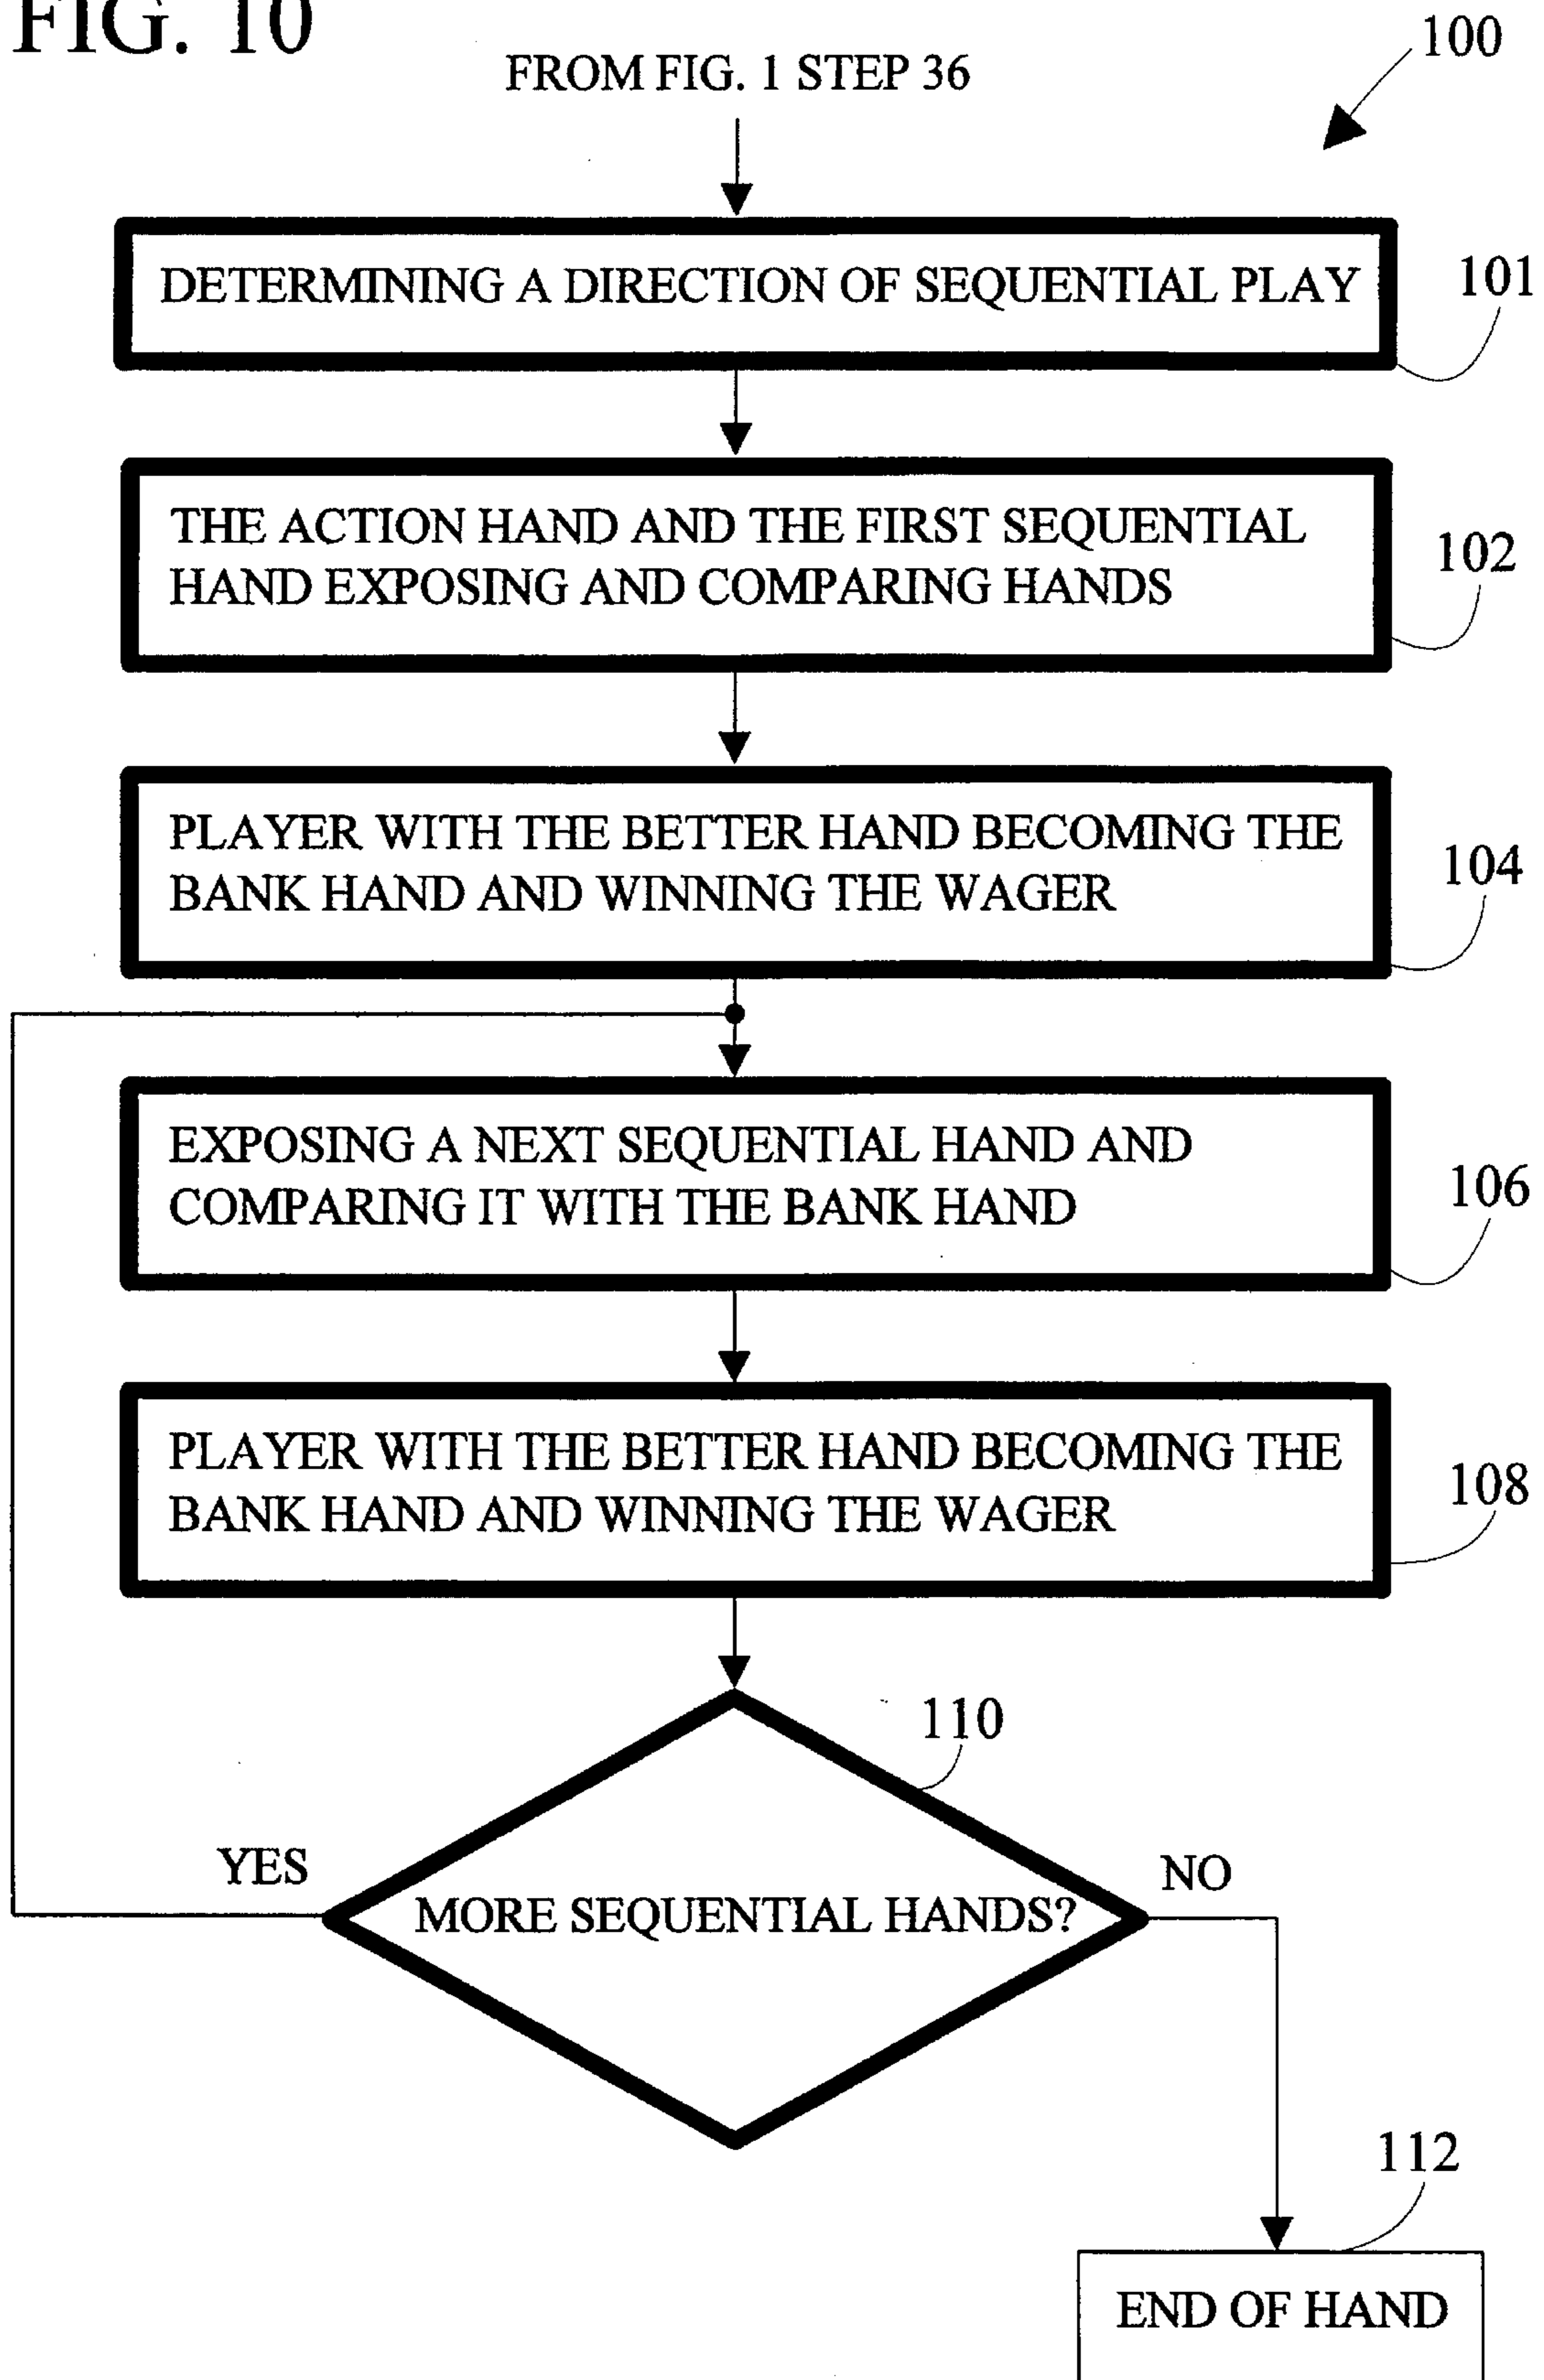 FIG. 10
100
FROM FIG. 1 STEP 36
DETERMINING A DIRECTION OF SEQUENTIAL PLAY
101
THE ACTION HAND AND THE FIRST SEQUENTIAL
HAND EXPOSING AND COMPARING HANDS
102
PLAYER WITH THE BETTER HAND BECOMING THE
BANK HAND AND WINNING THE WAGER
104
EXPOSING A NEXT SEQUENTIAL HAND AND
COMPARING IT WITH THE BANK HAND
106
PLAYER WITH THE BETTER HAND BECOMING THE
BANK HAND AND WINNING THE WAGER
108
110
YES
NO
MORE SEQUENTIAL HANDS?
112
END OF HAND